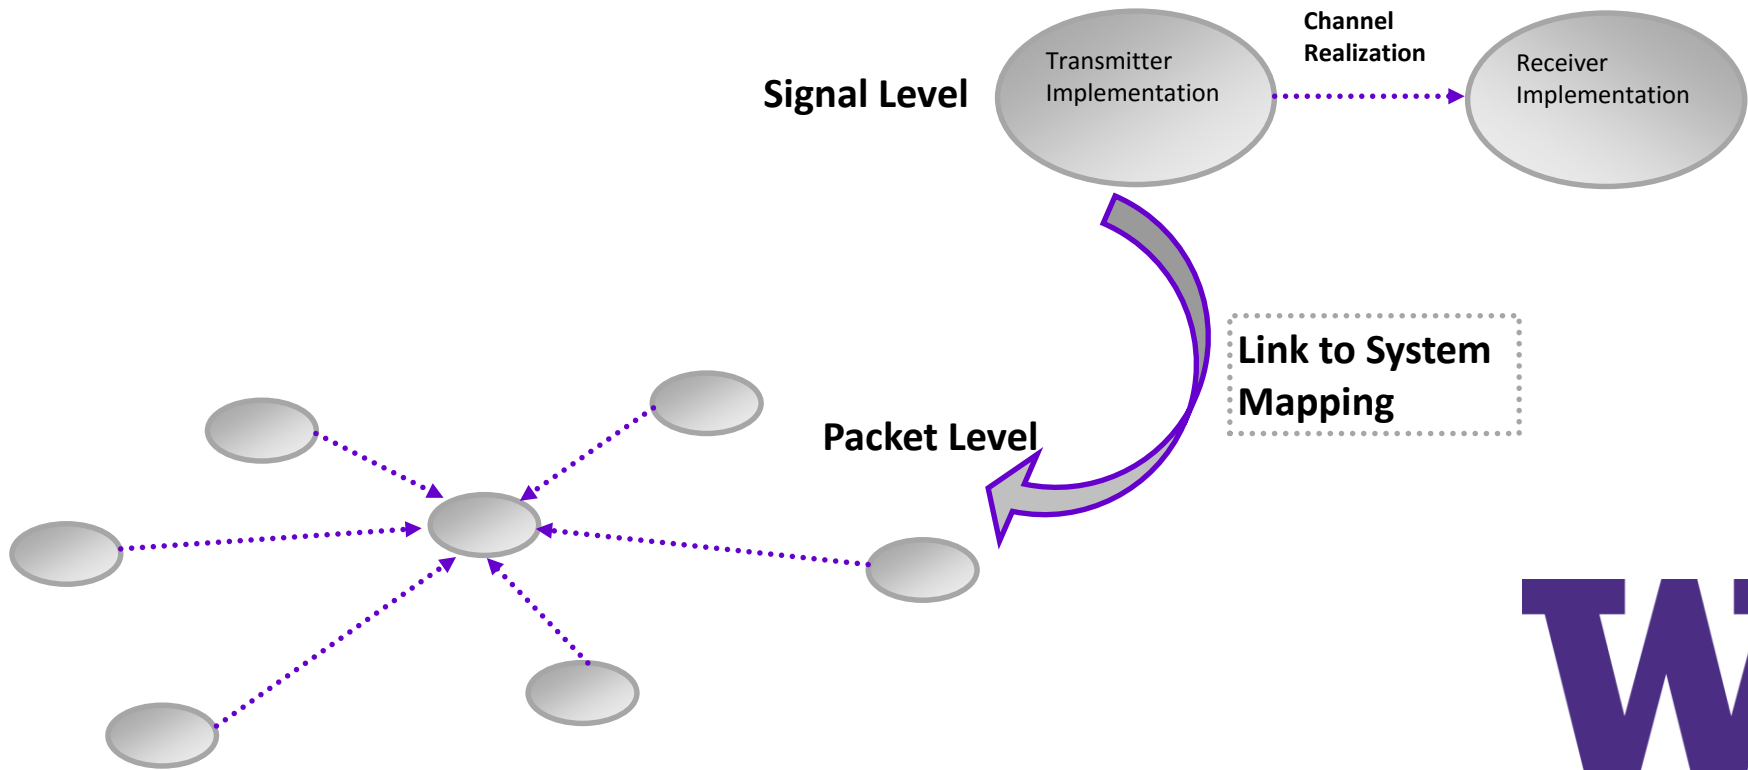 Channel
Realization
Transmitter
Implementation
Receiver
Implementation
Signal Level
Link to System
Mapping
Packet Level
W